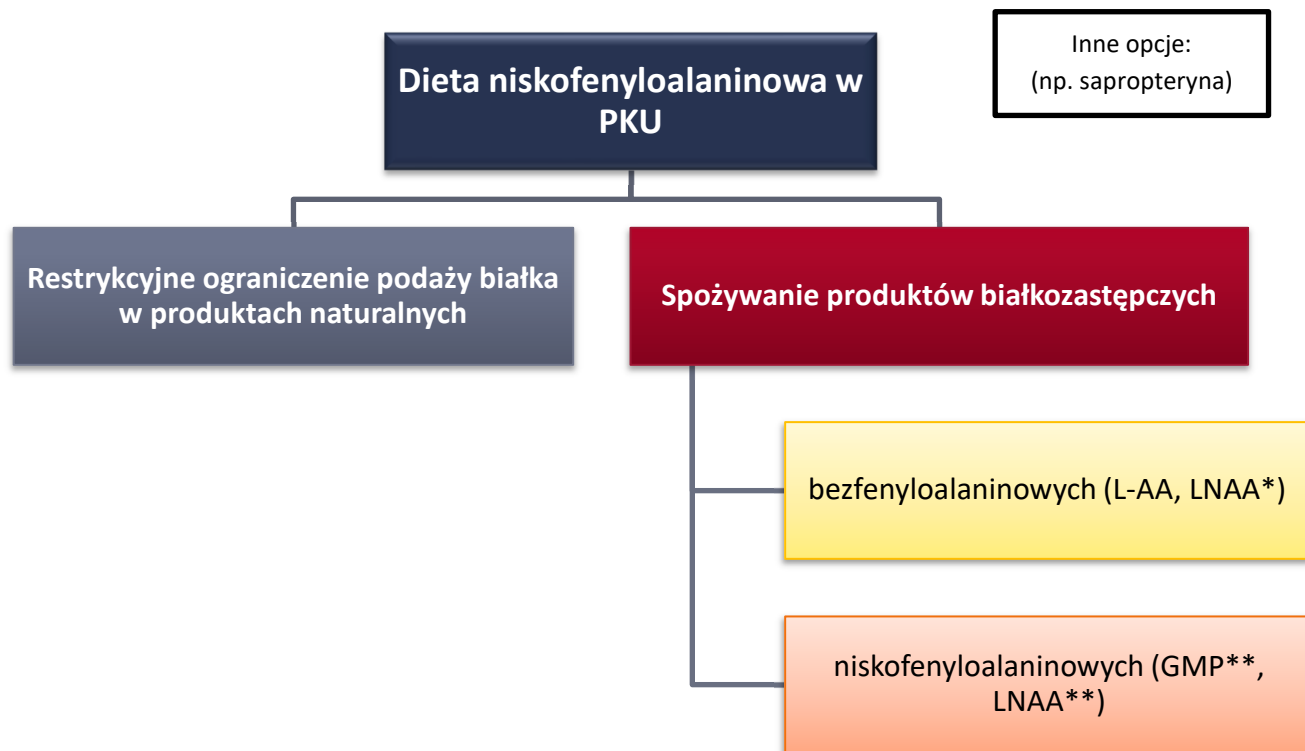 Inne opcje:
(np. sapropteryna)
Dieta niskofenyloalaninowa w
PKU
Restrykcyjne ograniczenie podaży białka
w produktach naturalnych
Spożywanie produktów białkozastępczych
bezfenyloalaninowych (L-AA, LNAA*)
niskofenyloalaninowych (GMP**,
LNAA**)